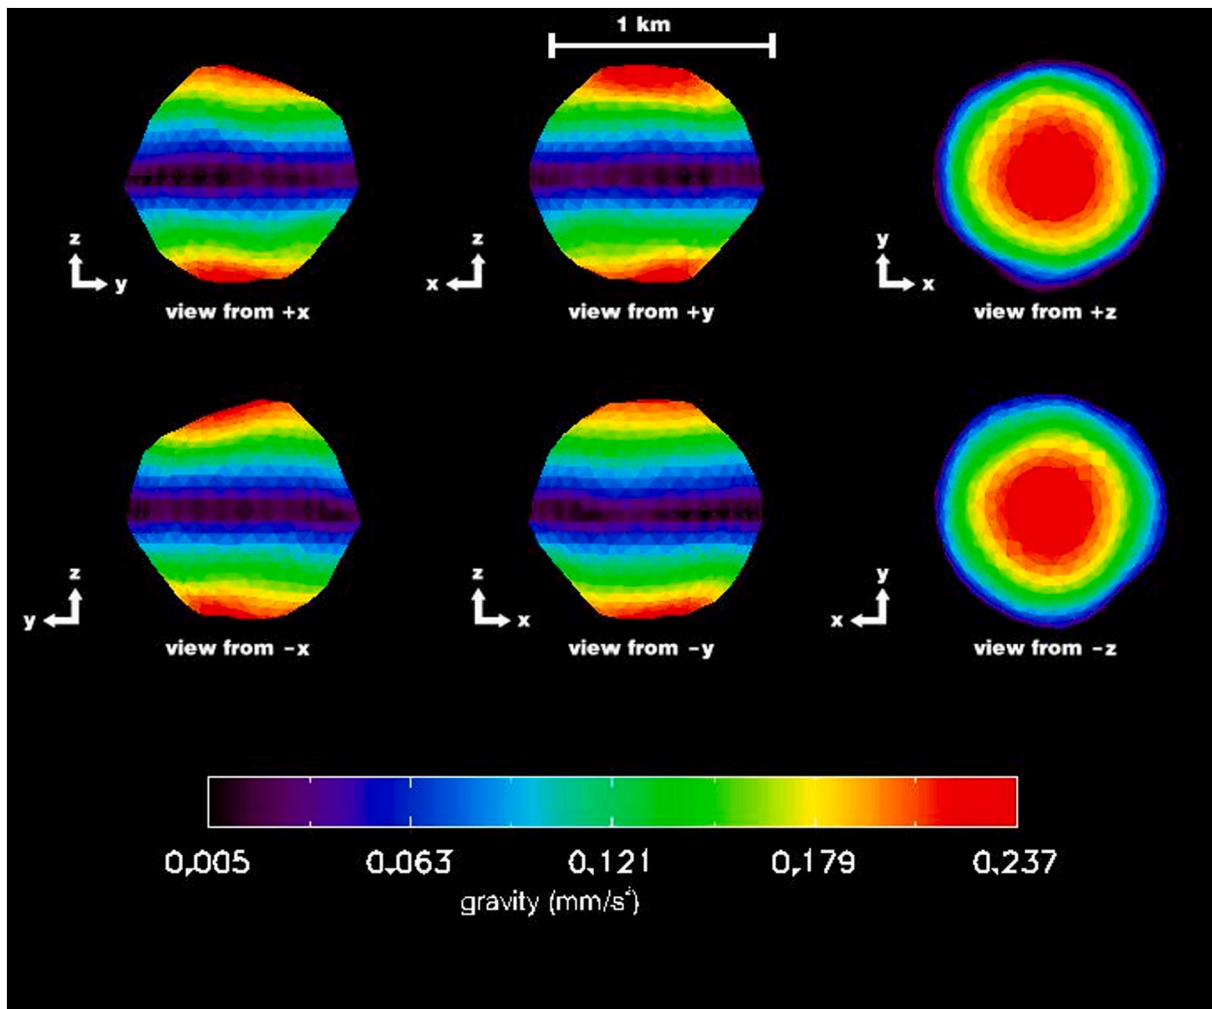 1 km
z
y
view from +x
z
x
view from +y
y
x
view from +z
z
y
view from −x
z
x
view from −y
y
x
view from −z
0.005 0.063 0.121 0.179 0.237
gravity (mm/s²)